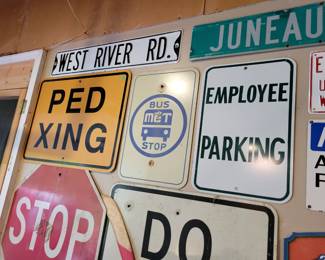 WEST RIVER RD.
JUNEAU
PED
XING
BUS
MET
STOP
EMPLOYEE
PARKING
STOP
DO